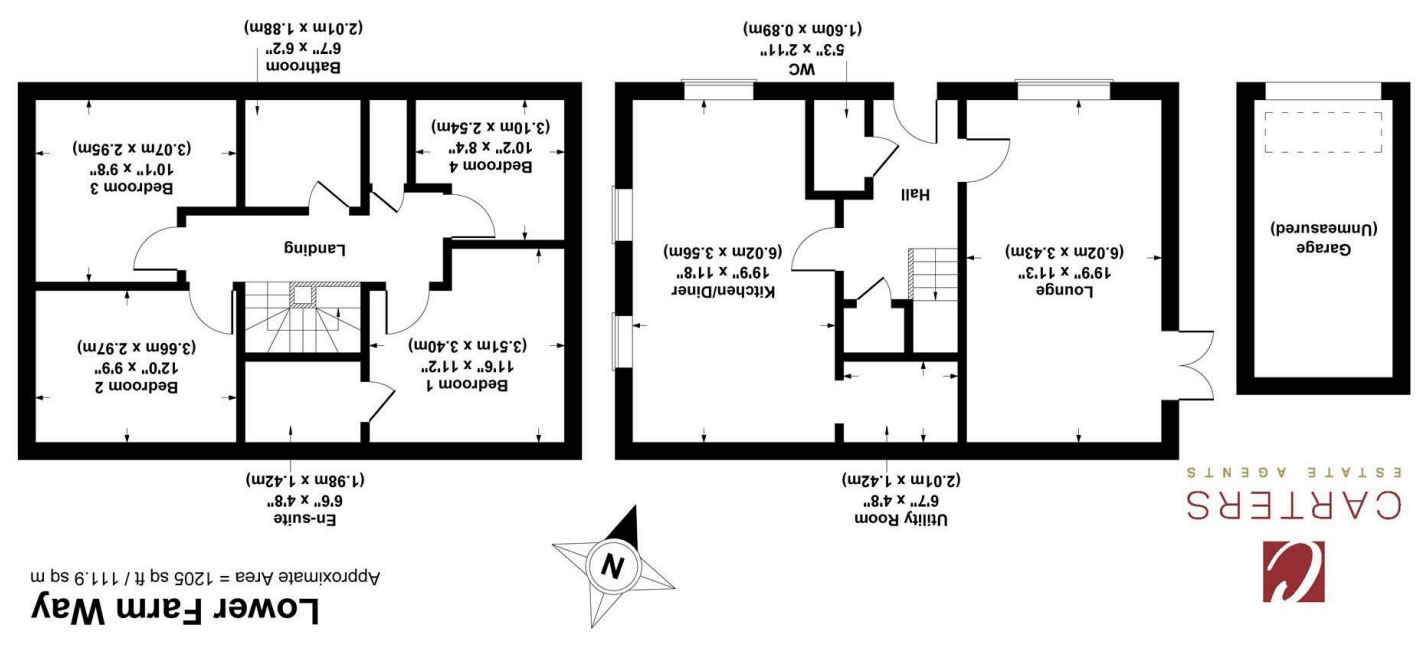 Lower Farm Way
Approximate Area = 1205 sq ft / 111.9 sq m
CARTERS
ESTATE AGENTS
N
Utility Room
6'7" x 4'8"
(2.01m x 1.42m)
En-suite
6'6" x 4'8"
(1.98m x 1.42m)
Garage
(Unmeasured)
Lounge
19'9" x 11'3"
(6.02m x 3.43m)
Kitchen/Diner
19'9" x 11'8"
(6.02m x 3.56m)
Hall
WC
5'3" x 2'11"
(1.60m x 0.89m)
Bedroom 1
11'6" x 11'2"
(3.51m x 3.40m)
Bedroom 2
12'0" x 9'9"
(3.66m x 2.97m)
Landing
Bedroom 4
10'2" x 8'4"
(3.10m x 2.54m)
Bedroom 3
10'1" x 9'8"
(3.07m x 2.95m)
Bathroom
6'7" x 6'2"
(2.01m x 1.88m)